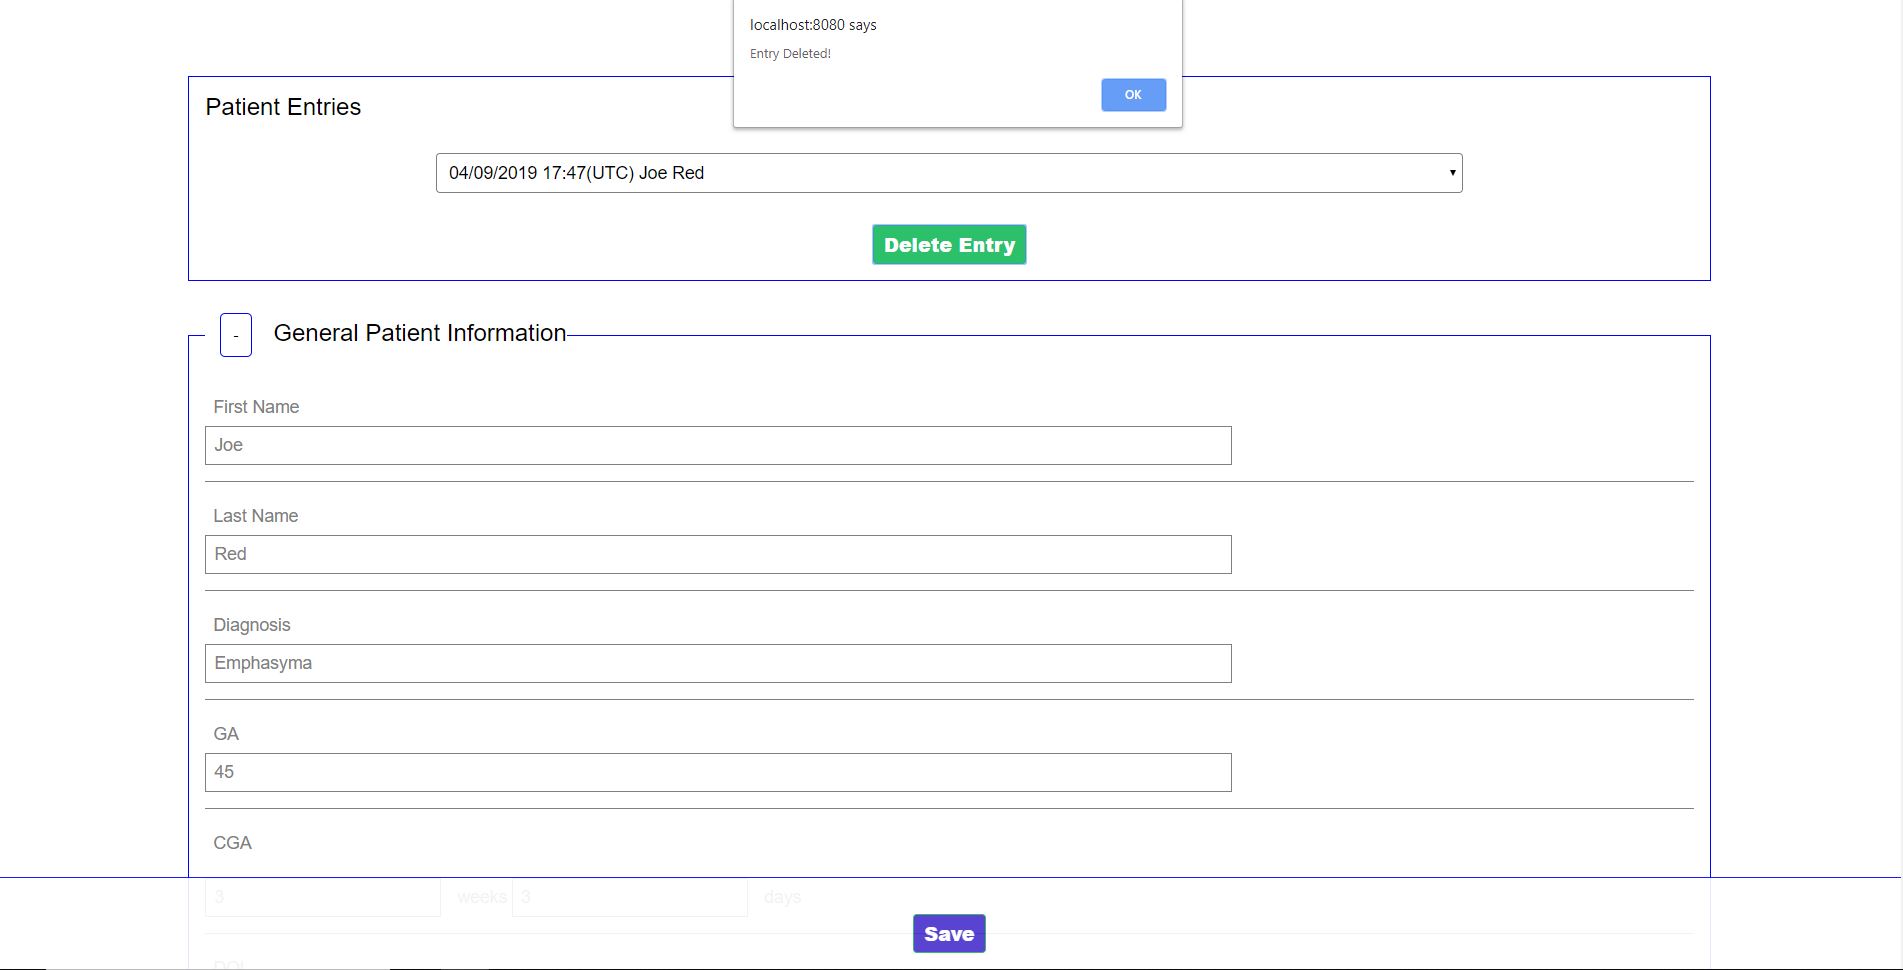 localhost:8080 says
Entry Deleted!
OK
Patient Entries
04/09/2019 17:47(UTC) Joe Red
Delete Entry
- General Patient Information
First Name
Joe
Last Name
Red
Diagnosis
Emphasyma
GA
45
CGA
3 weeks 3 days
Save